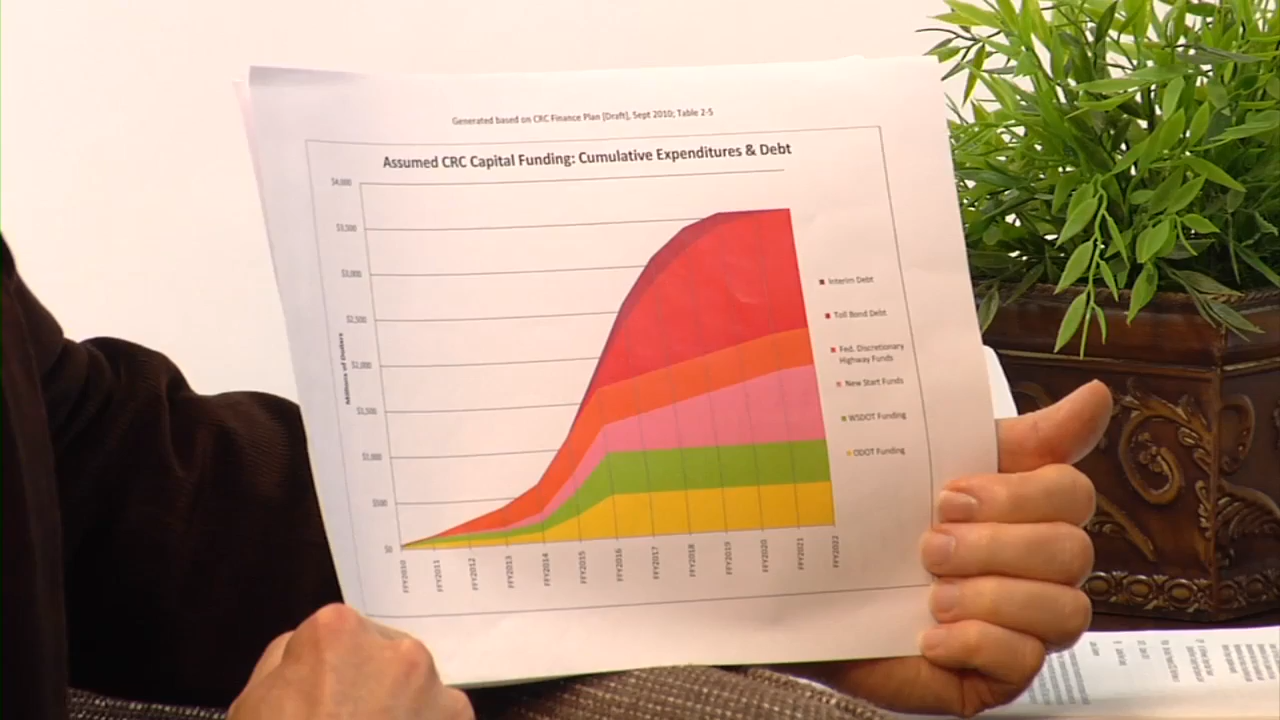 Generated based on CRC Finance Plan [Draft], Sept 2010; Table 2-5
Assumed CRC Capital Funding: Cumulative Expenditures & Debt
$4,000
$3,500
$3,000
$2,500
$2,000
$1,500
$1,000
$500
$0
Millions of Dollars
FFY2010
FFY2011
FFY2012
FFY2013
FFY2014
FFY2015
FFY2016
FFY2017
FFY2018
FFY2019
FFY2020
FFY2021
FFY2022
Interim Debt
Toll Bond Debt
Fed. Discretionary
Highway Funds
New Start Funds
WSDOT Funding
ODOT Funding